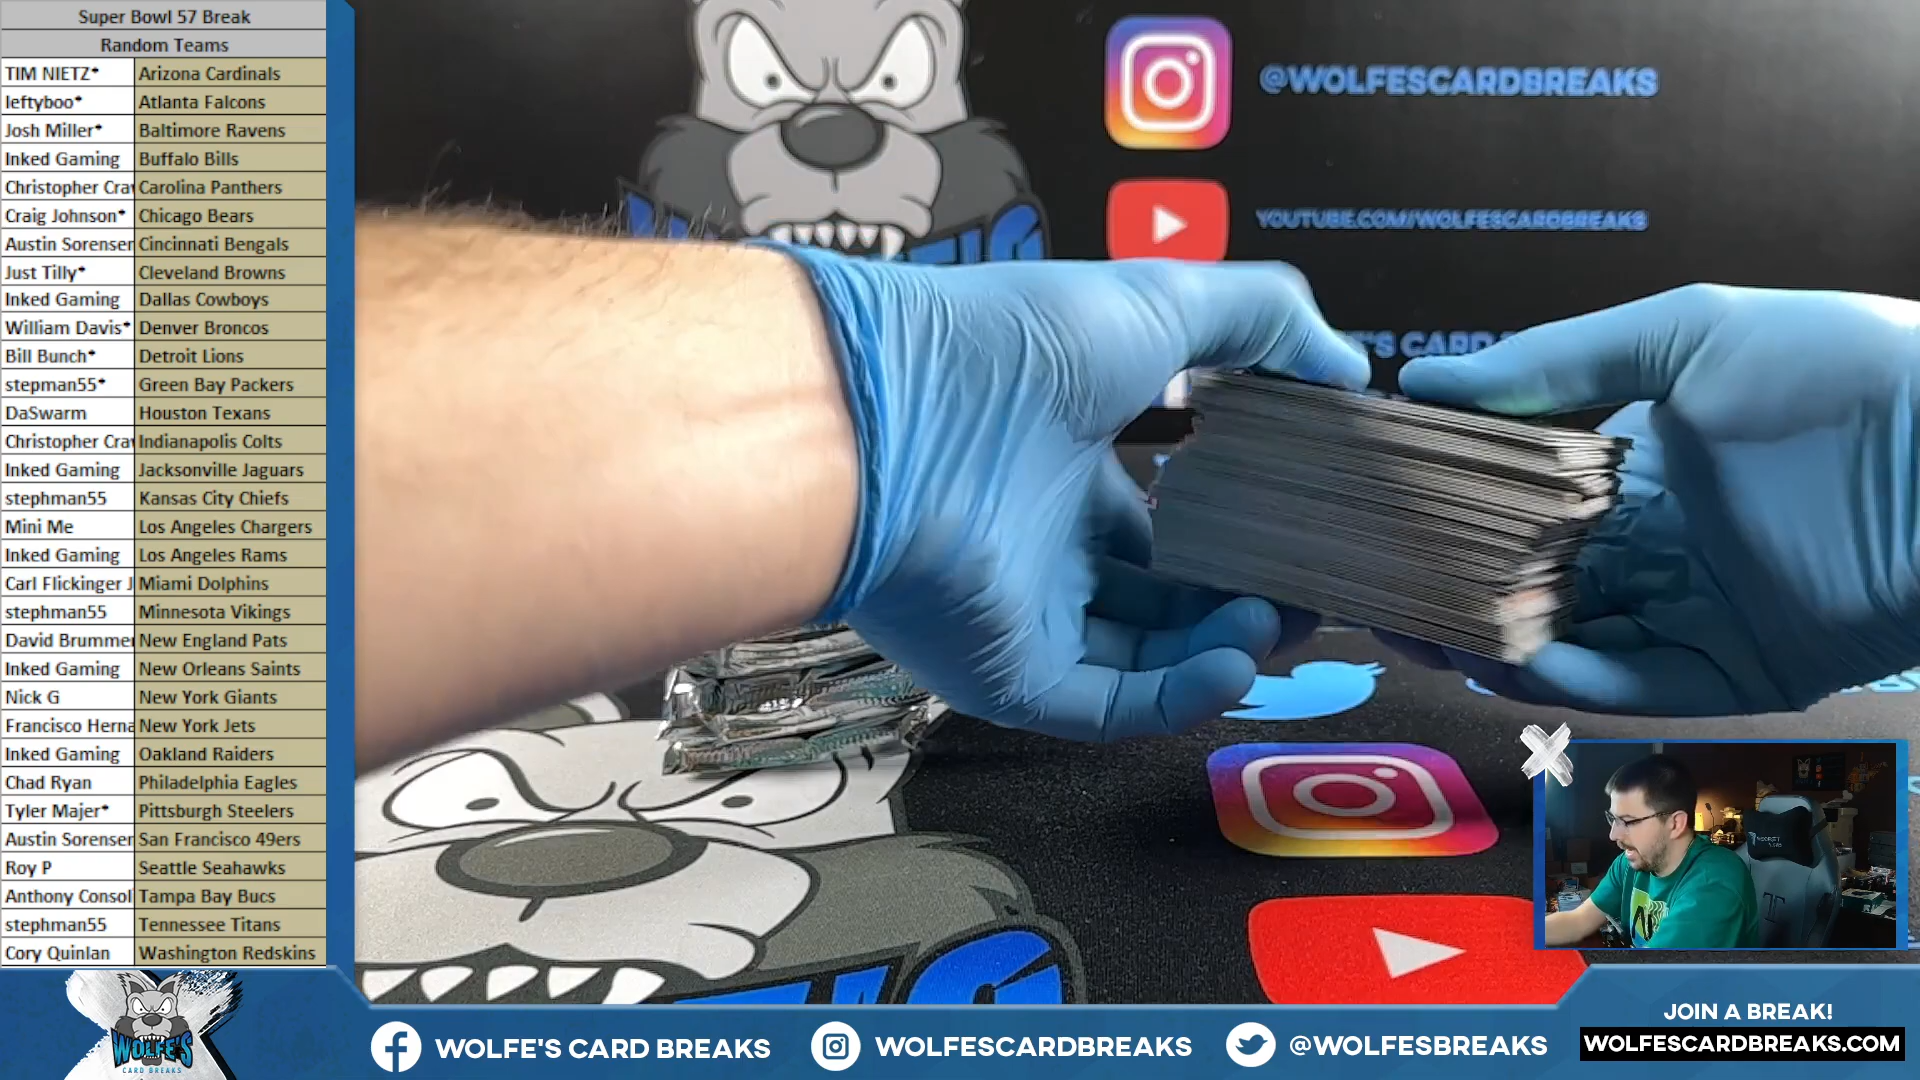 Super Bowl 57 Break
Random Teams
TIM NIETZ* Arizona Cardinals
leftyboo* Atlanta Falcons
Josh Miller* Baltimore Ravens
Inked Gaming Buffalo Bills
Christopher Cra Carolina Panthers
Craig Johnson* Chicago Bears
Austin Sorensen Cincinnati Bengals
Just Tilly* Cleveland Browns
Inked Gaming Dallas Cowboys
William Davis* Denver Broncos
Bill Bunch* Detroit Lions
stepman55* Green Bay Packers
DaSwarm Houston Texans
Christopher Cra Indianapolis Colts
Inked Gaming Jacksonville Jaguars
stephman55 Kansas City Chiefs
Mini Me Los Angeles Chargers
Inked Gaming Los Angeles Rams
Carl Flickinger J Miami Dolphins
stephman55 Minnesota Vikings
David Brummer New England Pats
Inked Gaming New Orleans Saints
Nick G New York Giants
Francisco Herna New York Jets
Inked Gaming Oakland Raiders
Chad Ryan Philadelphia Eagles
Tyler Majer* Pittsburgh Steelers
Austin Sorensen San Francisco 49ers
Roy P Seattle Seahawks
Anthony Consol Tampa Bay Bucs
stephman55 Tennessee Titans
Cory Quinlan Washington Redskins
@WOLFESCARDBREAKS
YOUTUBE.COM/WOLFESCARDBREAKS
'S CARD
WOLFE'S
CARD BREAKS
WOLFE'S CARD BREAKS
WOLFESCARDBREAKS
@WOLFESBREAKS
JOIN A BREAK!
WOLFESCARDBREAKS.COM